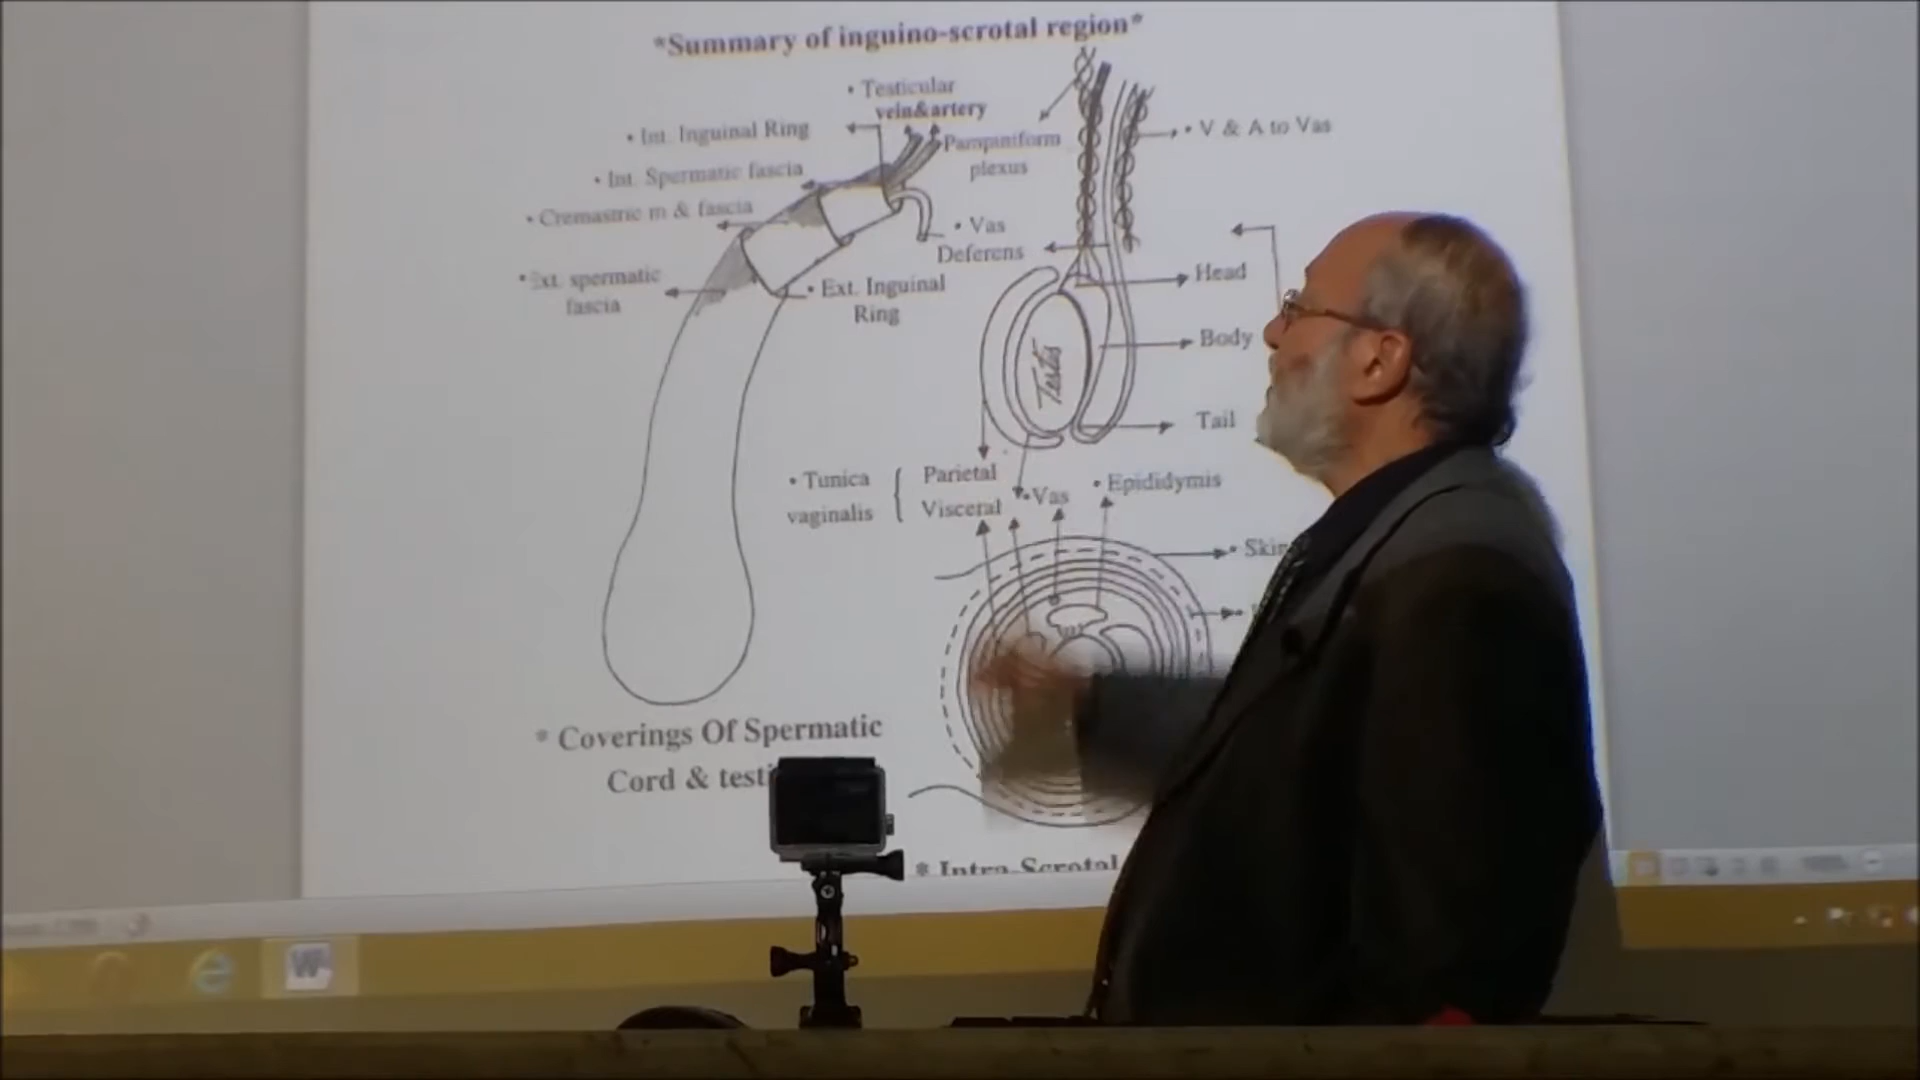 *Summary of inguino-scrotal region*
• Testicular
vein&artery
• Int. Inguinal Ring
Pampiniform
plexus
• V & A to Vas
• Int. Spermatic fascia
• Cremastric m & fascia
• Vas
Deferens
• Ext. spermatic
fascia
• Ext. Inguinal
Ring
Head
Body
Testis
Tail
• Tunica
vaginalis
Parietal
Visceral
• Vas
• Epididymis
• Skin
* Coverings Of Spermatic
Cord & testi
* Intra-Scrotal
W